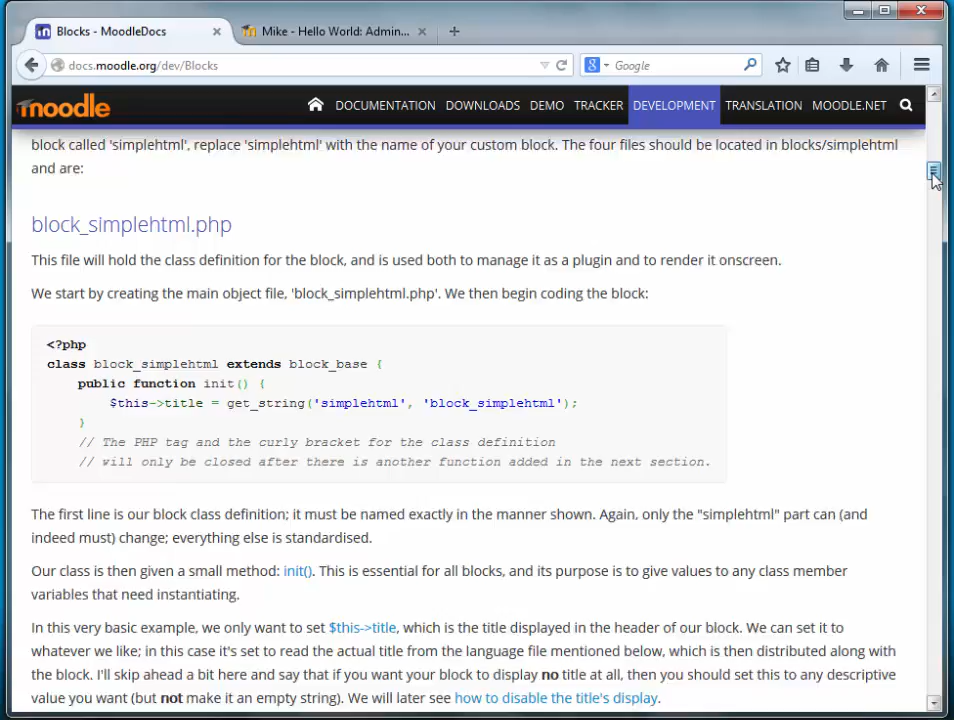 Blocks - MoodleDocs
Mike - Hello World: Admin...
docs.moodle.org/dev/Blocks
Google
moodle
DOCUMENTATION DOWNLOADS DEMO TRACKER DEVELOPMENT TRANSLATION MOODLE.NET
block called 'simplehtml', replace 'simplehtml' with the name of your custom block. The four files should be located in blocks/simplehtml
and are:
block_simplehtml.php
This file will hold the class definition for the block, and is used both to manage it as a plugin and to render it onscreen.
We start by creating the main object file, 'block_simplehtml.php'. We then begin coding the block:
<?php
class block_simplehtml extends block_base {
    public function init() {
        $this->title = get_string('simplehtml', 'block_simplehtml');
    }
    // The PHP tag and the curly bracket for the class definition
    // will only be closed after there is another function added in the next section.
The first line is our block class definition; it must be named exactly in the manner shown. Again, only the "simplehtml" part can (and
indeed must) change; everything else is standardised.
Our class is then given a small method: init(). This is essential for all blocks, and its purpose is to give values to any class member
variables that need instantiating.
In this very basic example, we only want to set $this->title, which is the title displayed in the header of our block. We can set it to
whatever we like; in this case it's set to read the actual title from the language file mentioned below, which is then distributed along with
the block. I'll skip ahead a bit here and say that if you want your block to display no title at all, then you should set this to any descriptive
value you want (but not make it an empty string). We will later see how to disable the title's display.